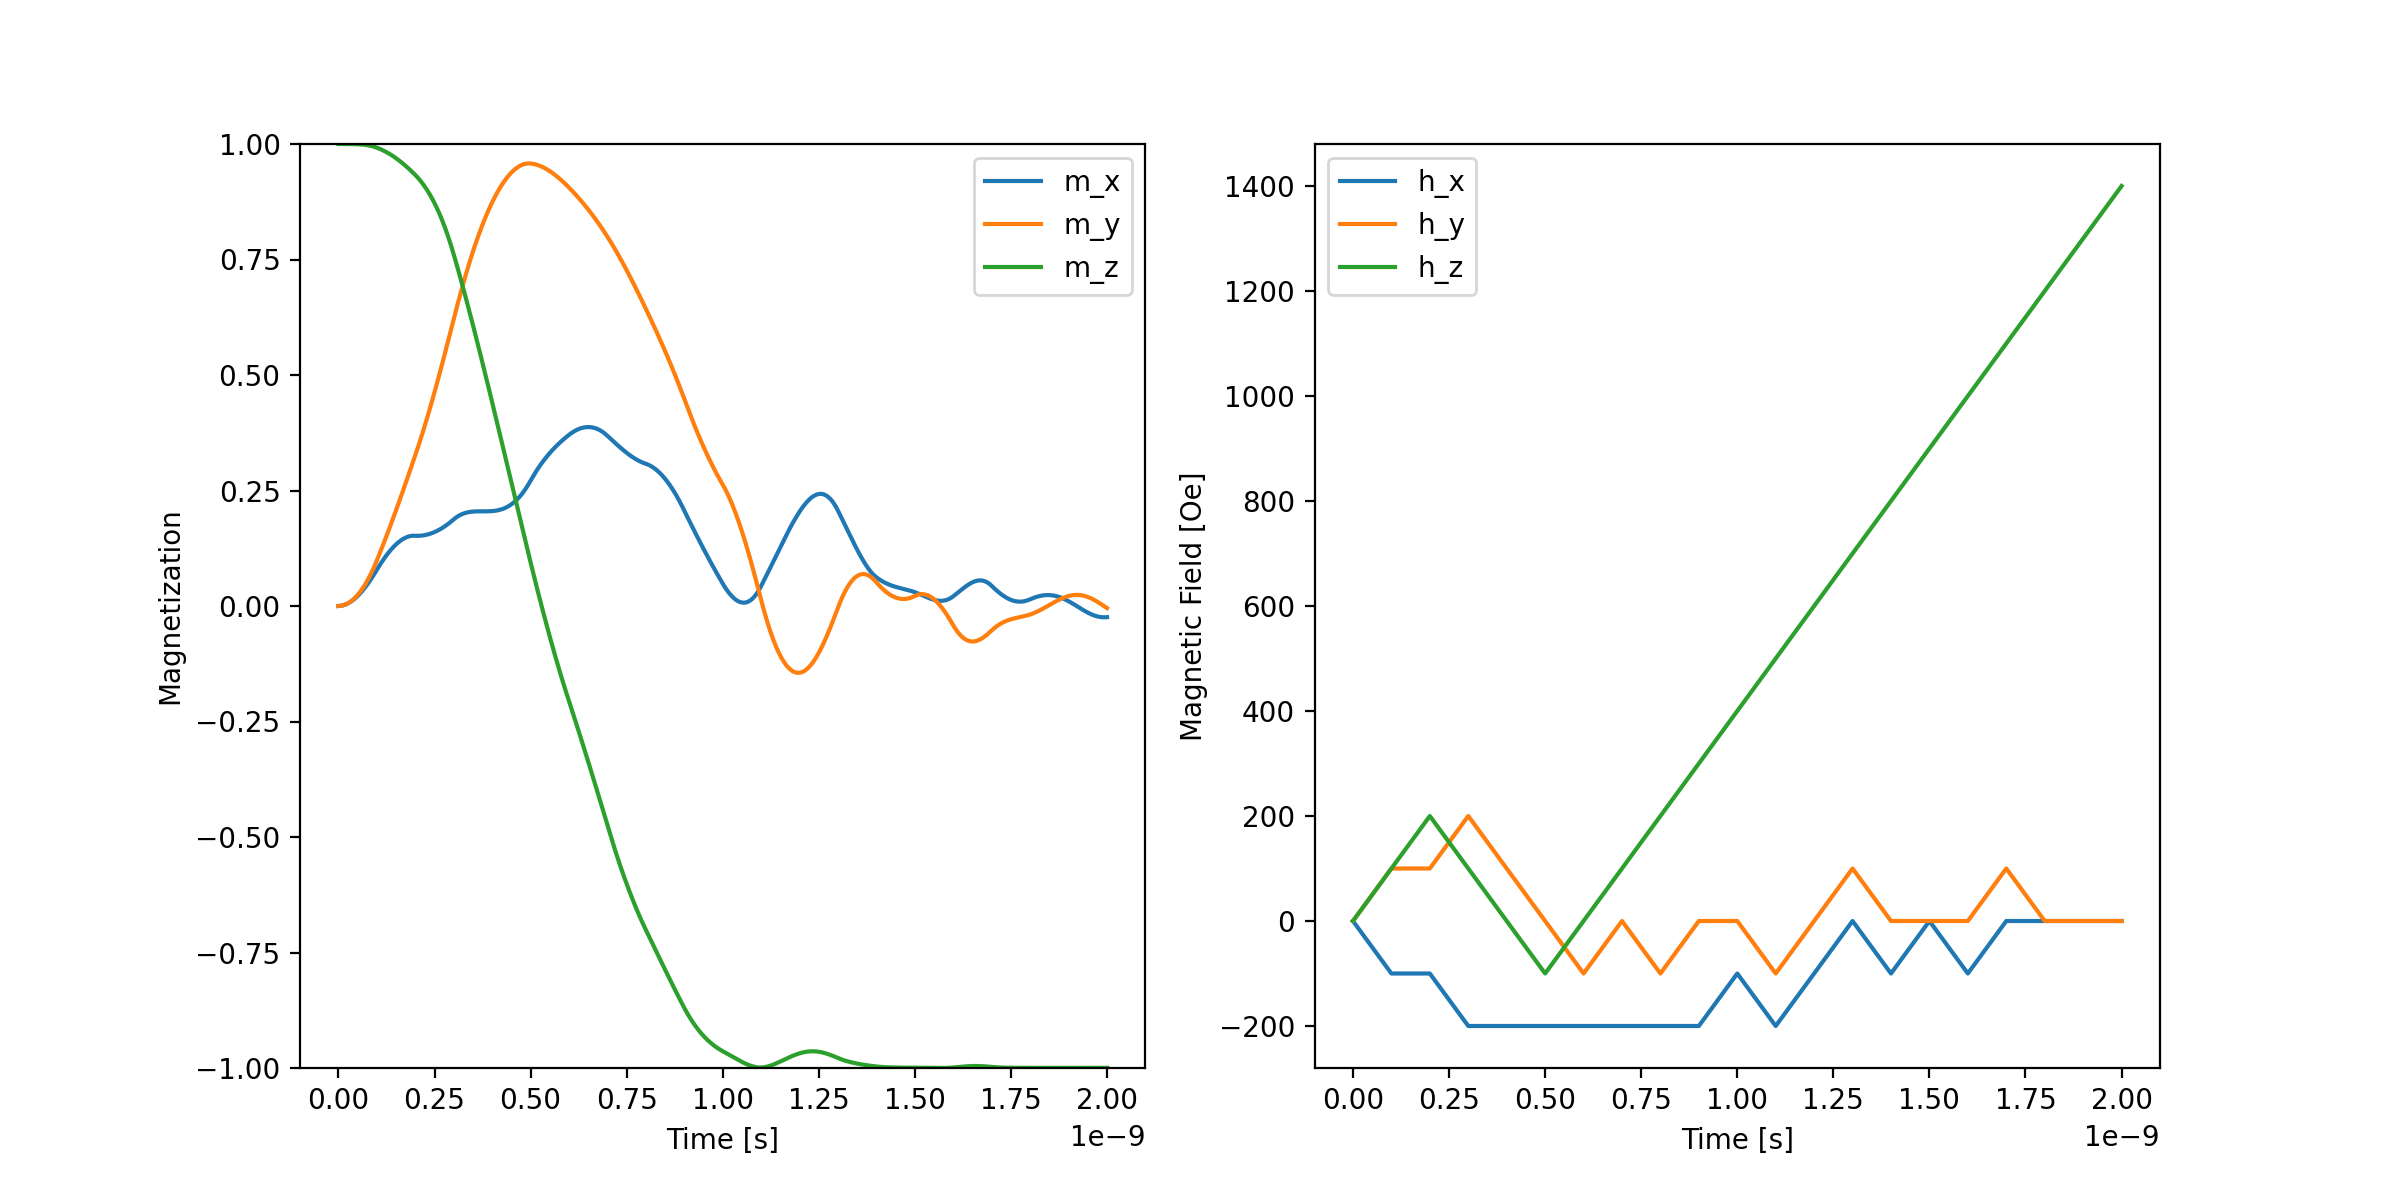 1.00
0.75
0.50
0.25
0.00
−0.25
−0.50
−0.75
−1.00
Magnetization
m_x
m_y
m_z
0.00 0.25 0.50 0.75 1.00 1.25 1.50 1.75 2.00
Time [s]
1e−9
1400
1200
1000
800
600
400
200
0
−200
Magnetic Field [Oe]
h_x
h_y
h_z
0.00 0.25 0.50 0.75 1.00 1.25 1.50 1.75 2.00
Time [s]
1e−9